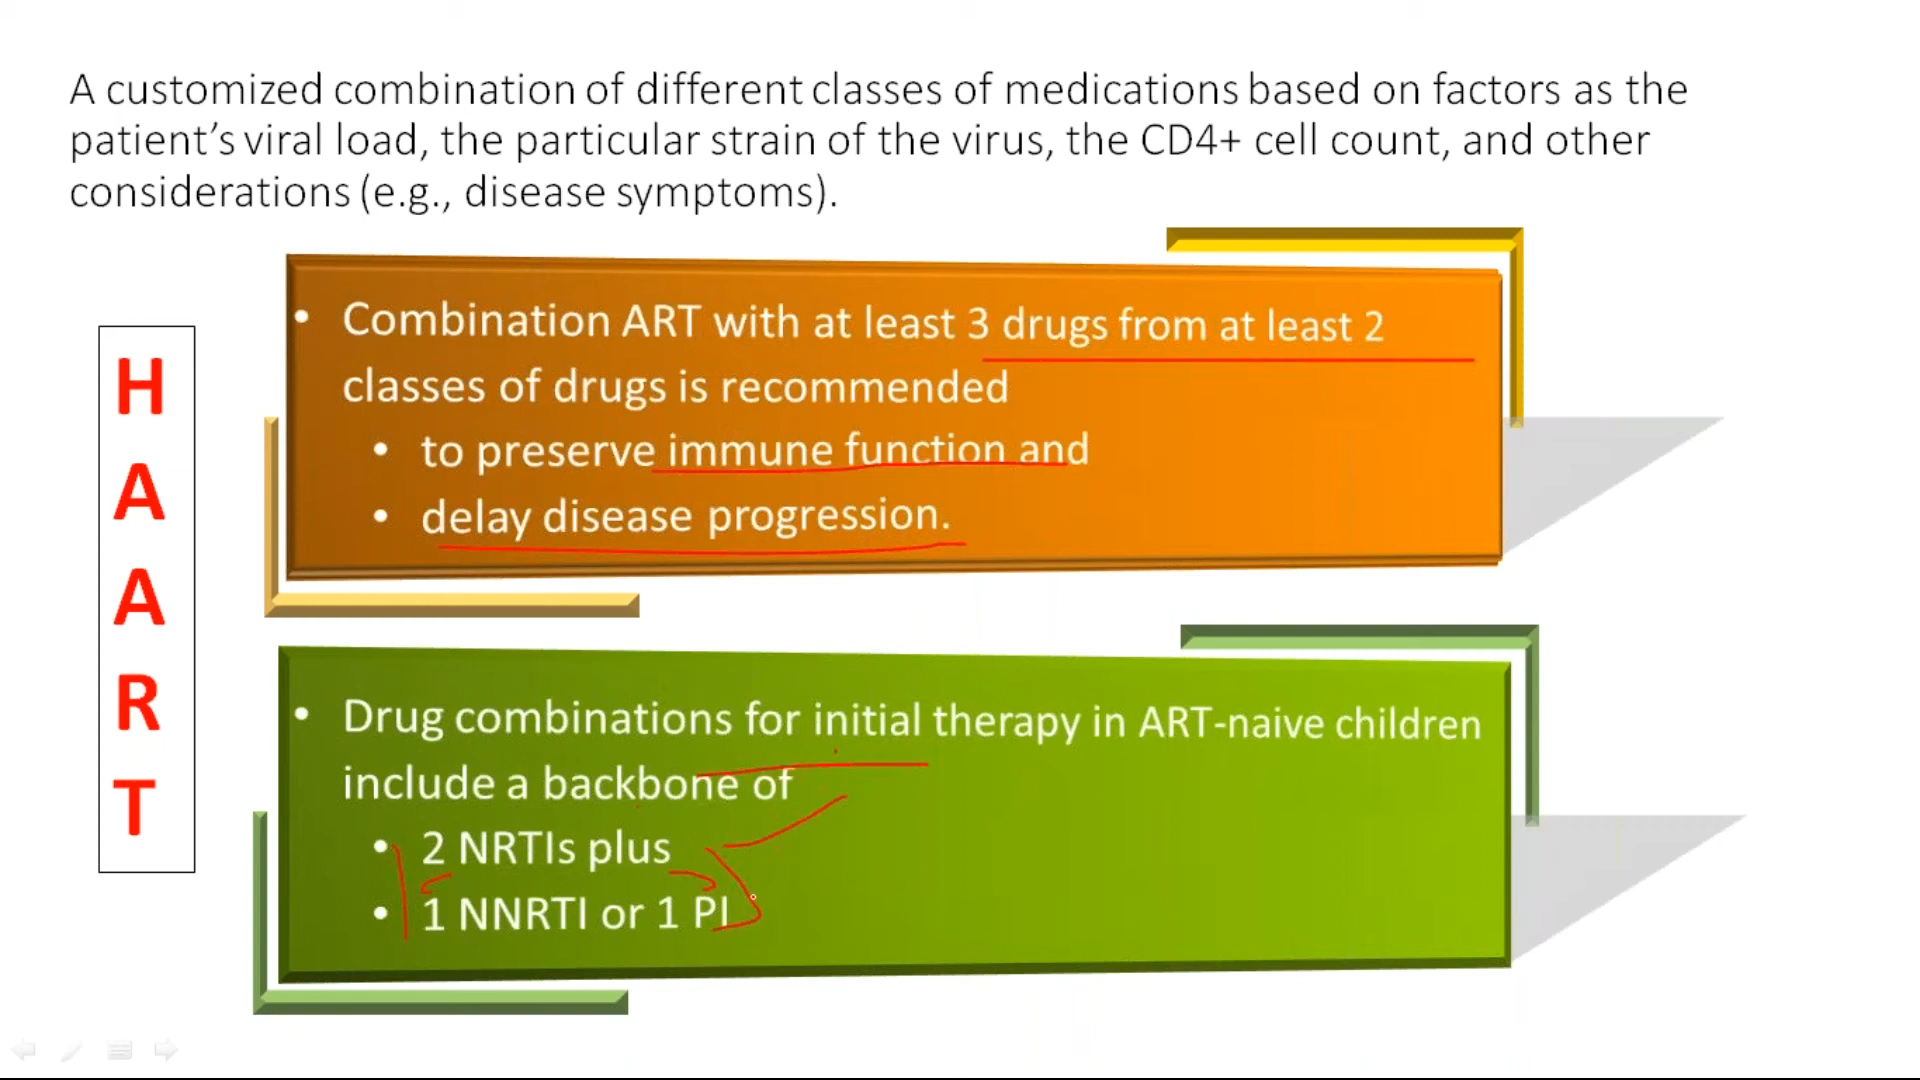 A customized combination of different classes of medications based on factors as the
patient’s viral load, the particular strain of the virus, the CD4+ cell count, and other
considerations (e.g., disease symptoms).
H
A
A
R
T
• Combination ART with at least 3 drugs from at least 2
classes of drugs is recommended
• to preserve immune function and
• delay disease progression.
• Drug combinations for initial therapy in ART-naive children
include a backbone of
• 2 NRTIs plus
• 1 NNRTI or 1 PI